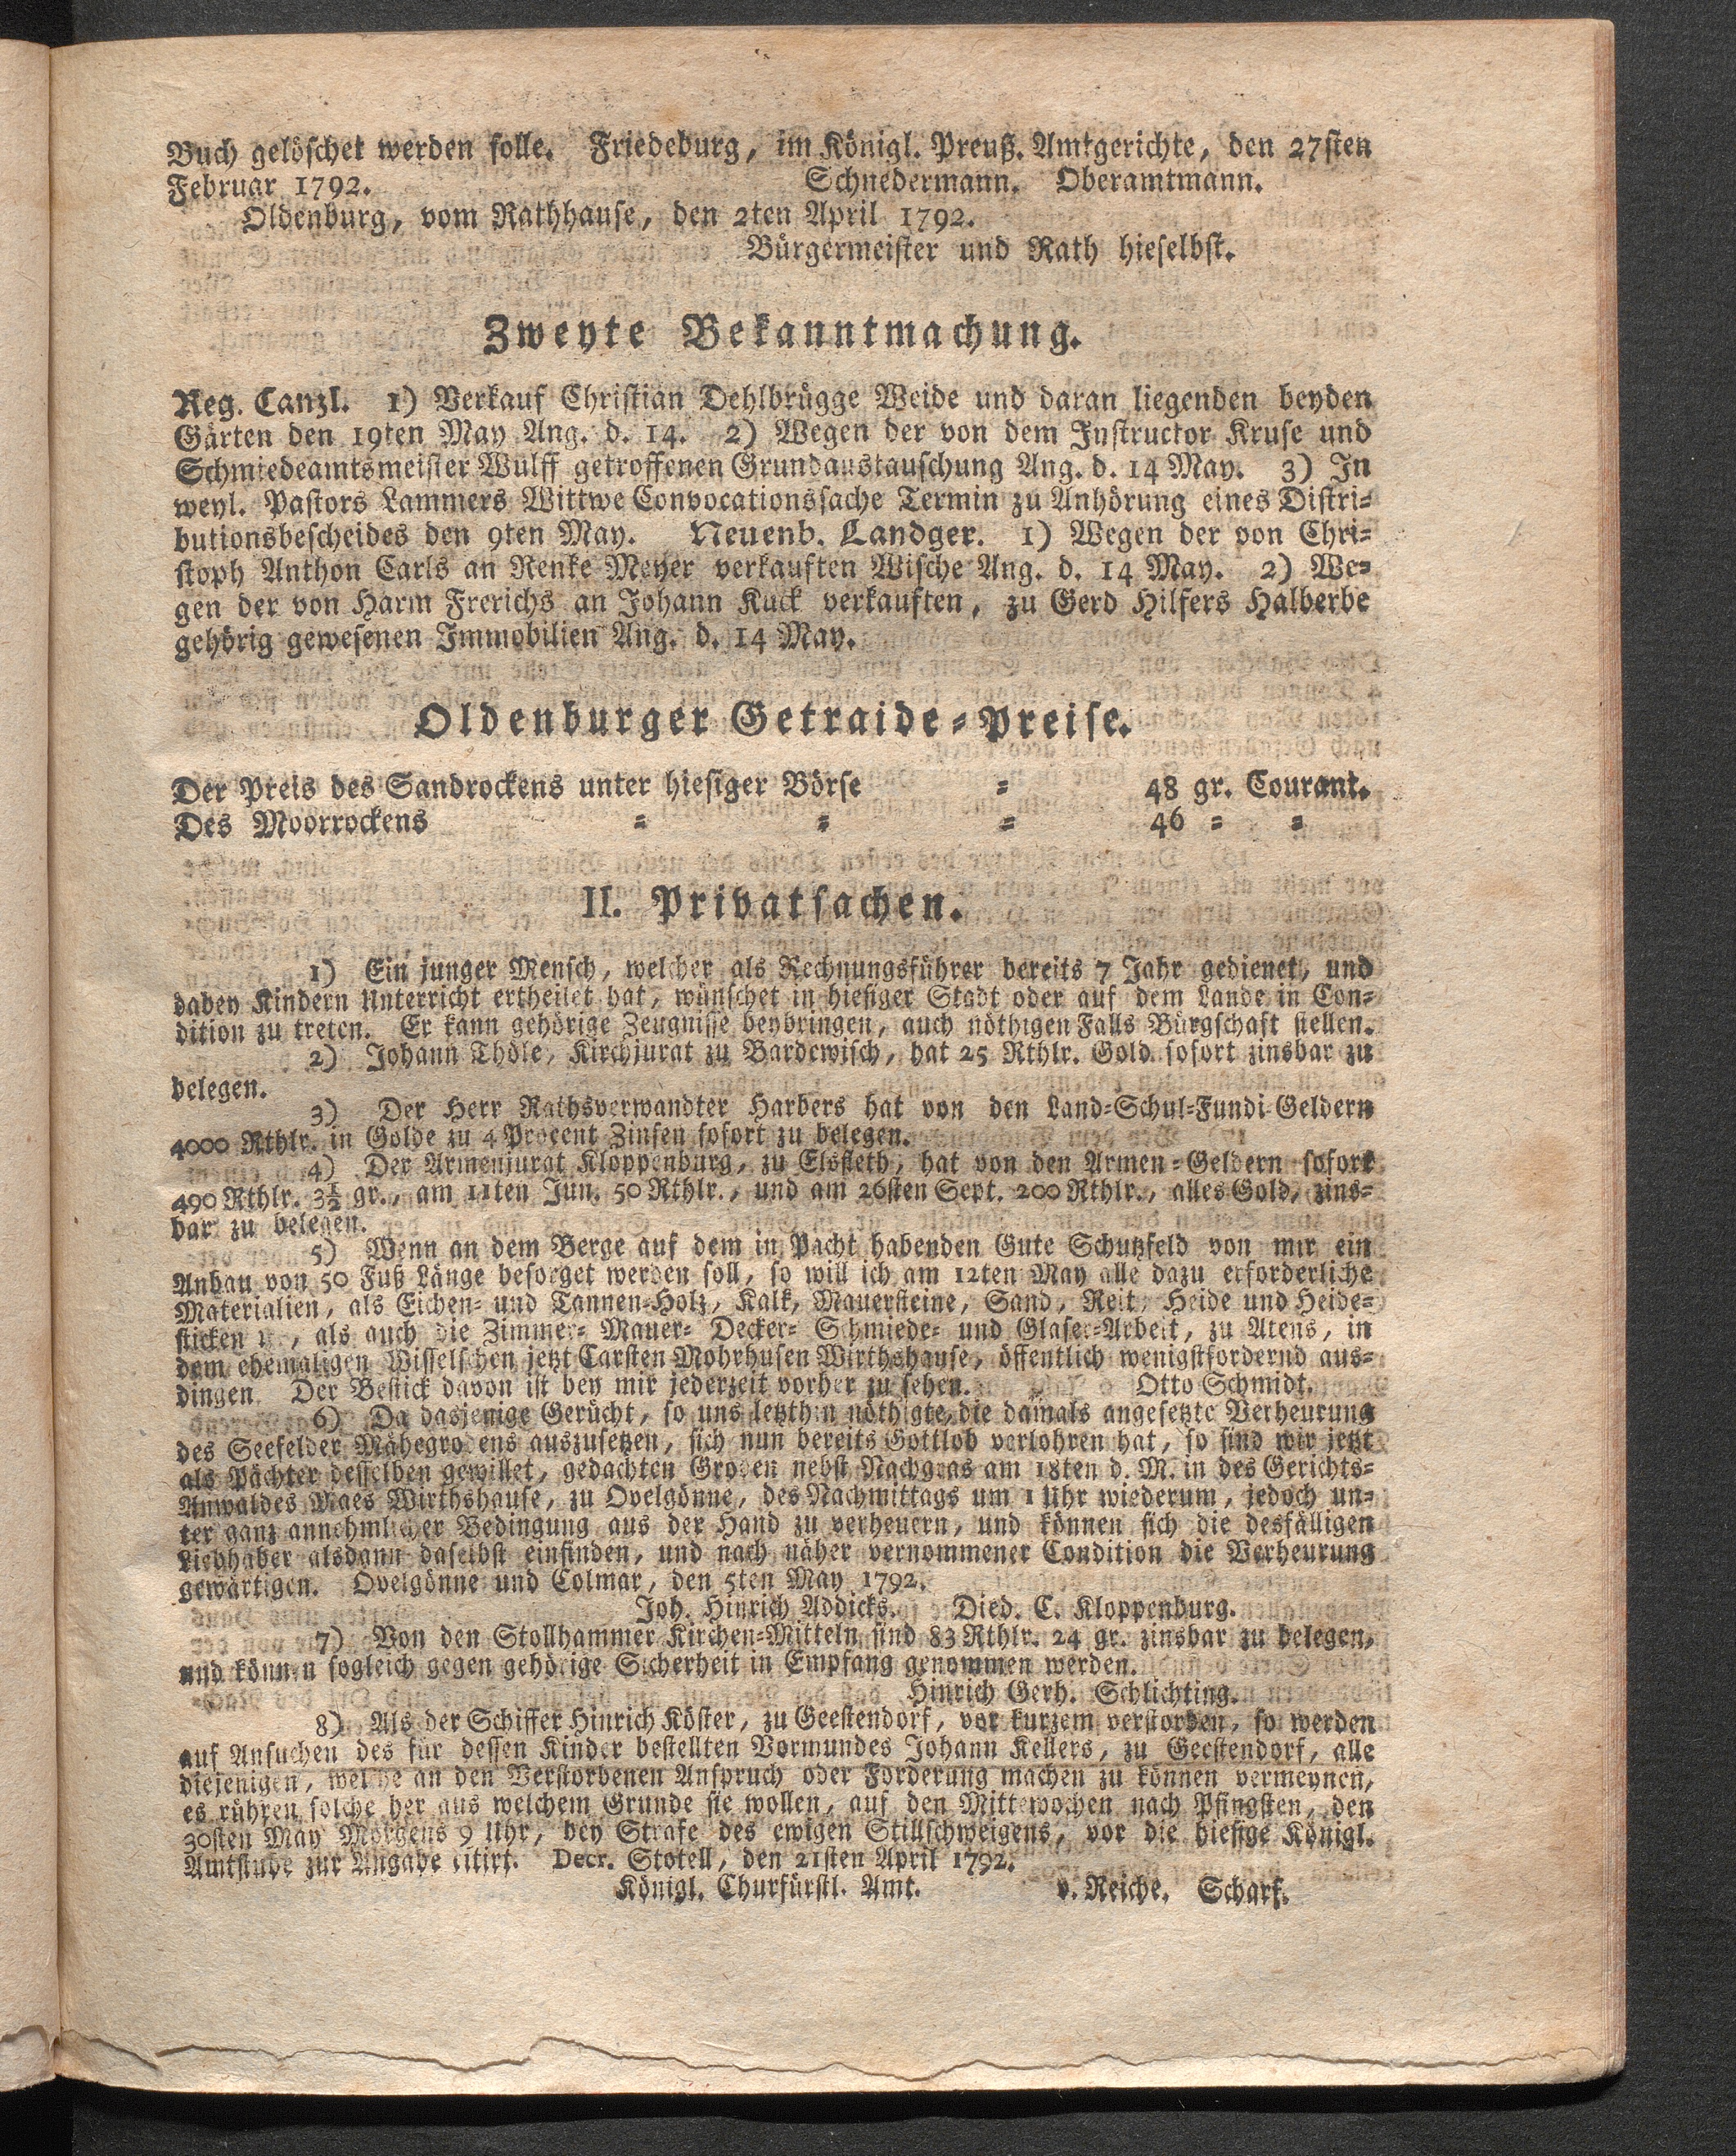 Buch gelöschet werden solle. Friedeburg, im Königl. Preuß. Amtgerichte, den 27sten
Februar 1792. Schnedermann. Oberamtmann.
Oldenburg, vom Rathhause, den 2ten April 1792.
Bürgermeister und Rath hieselbst.
Zweyte Bekanntmachung.
Reg. Canzl. 1) Verkauf Christian Dehlbrügge Weide und daran liegenden beyden
Gärten den 19ten May Ang. d. 14. 2) Wegen der von dem Instructor Kruse und
Schmiedeamtsmeister Wulff getroffenen Grundaustauschung Ang. d. 14 May. 3) In
weyl. Pastors Lammers Wittwe Convocationssache Termin zu Anhörung eines Distri-
butionsbescheides den 9ten May. Neuenb. Landger. 1) Wegen der von Chri-
stoph Anthon Carls an Renke Meyer verkauften Wische Ang. d. 14 May. 2) We-
gen der von Harm Frerichs an Johann Kuck verkauften, zu Gerd Hilfers Halberbe
gehörig gewesenen Immobilien Ang. d. 14 May.
Oldenburger Getraide-Preise.
Der Preis des Sandrockens unter hiesiger Börse = 48 gr. Courant.
Des Moorrockens = = = 46 = =
II. Privatsachen.
1) Ein junger Mensch, welcher als Rechnungsführer bereits 7 Jahr gedienet, und
dabey Kindern Unterricht ertheilet hat, wünschet in hiesiger Stadt oder auf dem Lande in Con-
dition zu treten. Er kann gehörige Zeugnisse beybringen, auch nöthigen Falls Bürgschaft stellen.
2) Johann Thöle, Kirchjurat zu Bardewisch, hat 25 Rthlr. Gold sofort zinsbar zu
belegen.
3) Der Herr Rathsverwandter Harbers hat von den Land-Schul-Fundi-Geldern
4000 Rthlr. in Golde zu 4 Procent Zinsen sofort zu belegen.
4) Der Armenjurat Kloppenburg, zu Elsfleth, hat von den Armen-Geldern sofort
490 Rthlr. 3½ gr., am 11ten Jun. 50 Rthlr., und am 26sten Sept. 200 Rthlr., alles Gold, zins-
bar zu belegen.
5) Wenn an dem Berge auf dem in Pacht habenden Gute Schutzfeld von mir ein
Anbau von 50 Fuß Länge besorget werden soll, so will ich am 12ten May alle dazu erforderliche
Materialien, als Eichen- und Tannen-Holz, Kalk, Mauersteine, Sand, Reit, Heide und Heide-
sticken , als auch die Zimmer- Mauer- Decker- Schmiede- und Glaser-Arbeit, zu Atens, in
dem ehemaligen Wisselschen jetzt Carsten Mohrhusen Wirthshause, öffentlich wenigstfordernd aus-
dingen. Der Bestick davon ist bey mir jederzeit vorher zu sehen. Otto Schmidt.
6) Da dasjenige Gerücht, so uns letzthin nöthigte, die damals angesetzte Verheurung
des Seefelder Mähegrodens auszusetzen, sich nun bereits Gottlob verlohren hat, so sind wir jetzt
als Pächter desselben gewillet, gedachten Groden nebst Nachgras am 18ten d. M. in des Gerichts-
Anwaldes Maes Wirthshause, zu Ovelgönne, des Nachmittags um 1 Uhr wiederum, jedoch un-
ter ganz annehmlicher Bedingung aus der Hand zu verheuern, und können sich die desfälligen
Liebhaber alsdann daselbst einfinden, und nach näher vernommener Condition die Verheurung
gewärtigen. Ovelgönne und Colmar, den 5ten May 1792.
Joh. Hinrich Addicks. Died. C. Kloppenburg.
7) Von den Stollhammer Kirchen-Mitteln sind 83 Rthlr. 24 gr. zinsbar zu belegen,
und können sogleich gegen gehörige Sicherheit in Empfang genommen werden.
Hinrich Gerh. Schlichting.
8) Als der Schiffer Hinrich Köster, zu Geestendorf, vor kurzem verstorben, so werden
auf Ansuchen des für dessen Kinder bestellten Vormundes Johann Kellers, zu Geestendorf, alle
diejenigen, welche an den Verstorbenen Anspruch oder Forderung machen zu können vermeynen,
es rühren solche her aus welchem Grunde sie wollen, auf den Mittewochen nach Pfingsten, den
30sten May Morgens 9 Uhr, bey Strafe des ewigen Stillschweigens, vor die hiesige Königl.
Amtstube zur Angabe citirt. Decr. Stotell, den 21sten April 1792.
Königl. Churfürstl. Amt. v. Reiche. Scharf.